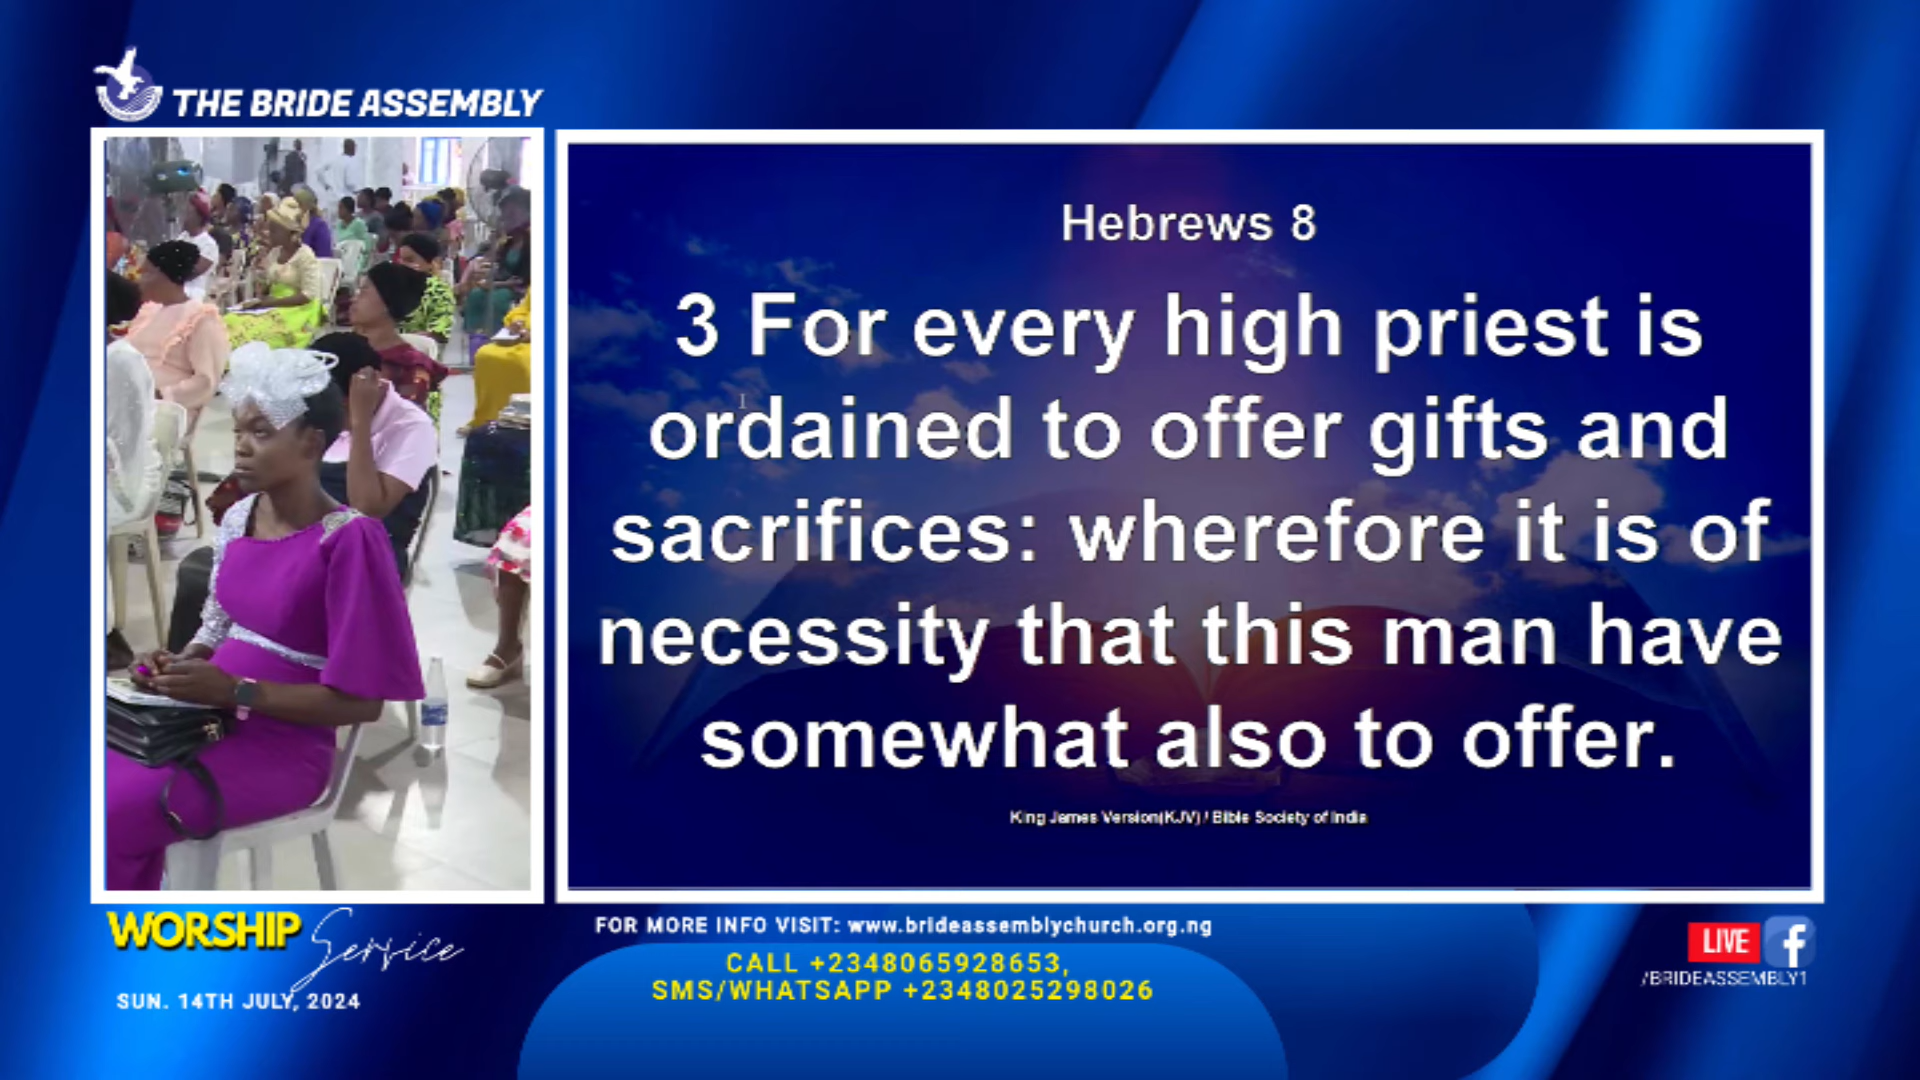 THE BRIDE ASSEMBLY
Hebrews 8
3 For every high priest is
ordained to offer gifts and
sacrifices: wherefore it is of
necessity that this man have
somewhat also to offer.
King James Version(KJV) / Bible Society of India
WORSHIP
Service
SUN. 14TH JULY, 2024
FOR MORE INFO VISIT: www.brideassemblychurch.org.ng
CALL +2348065928653,
SMS/WHATSAPP +2348025298026
LIVE
/BRIDEASSEMBLY1